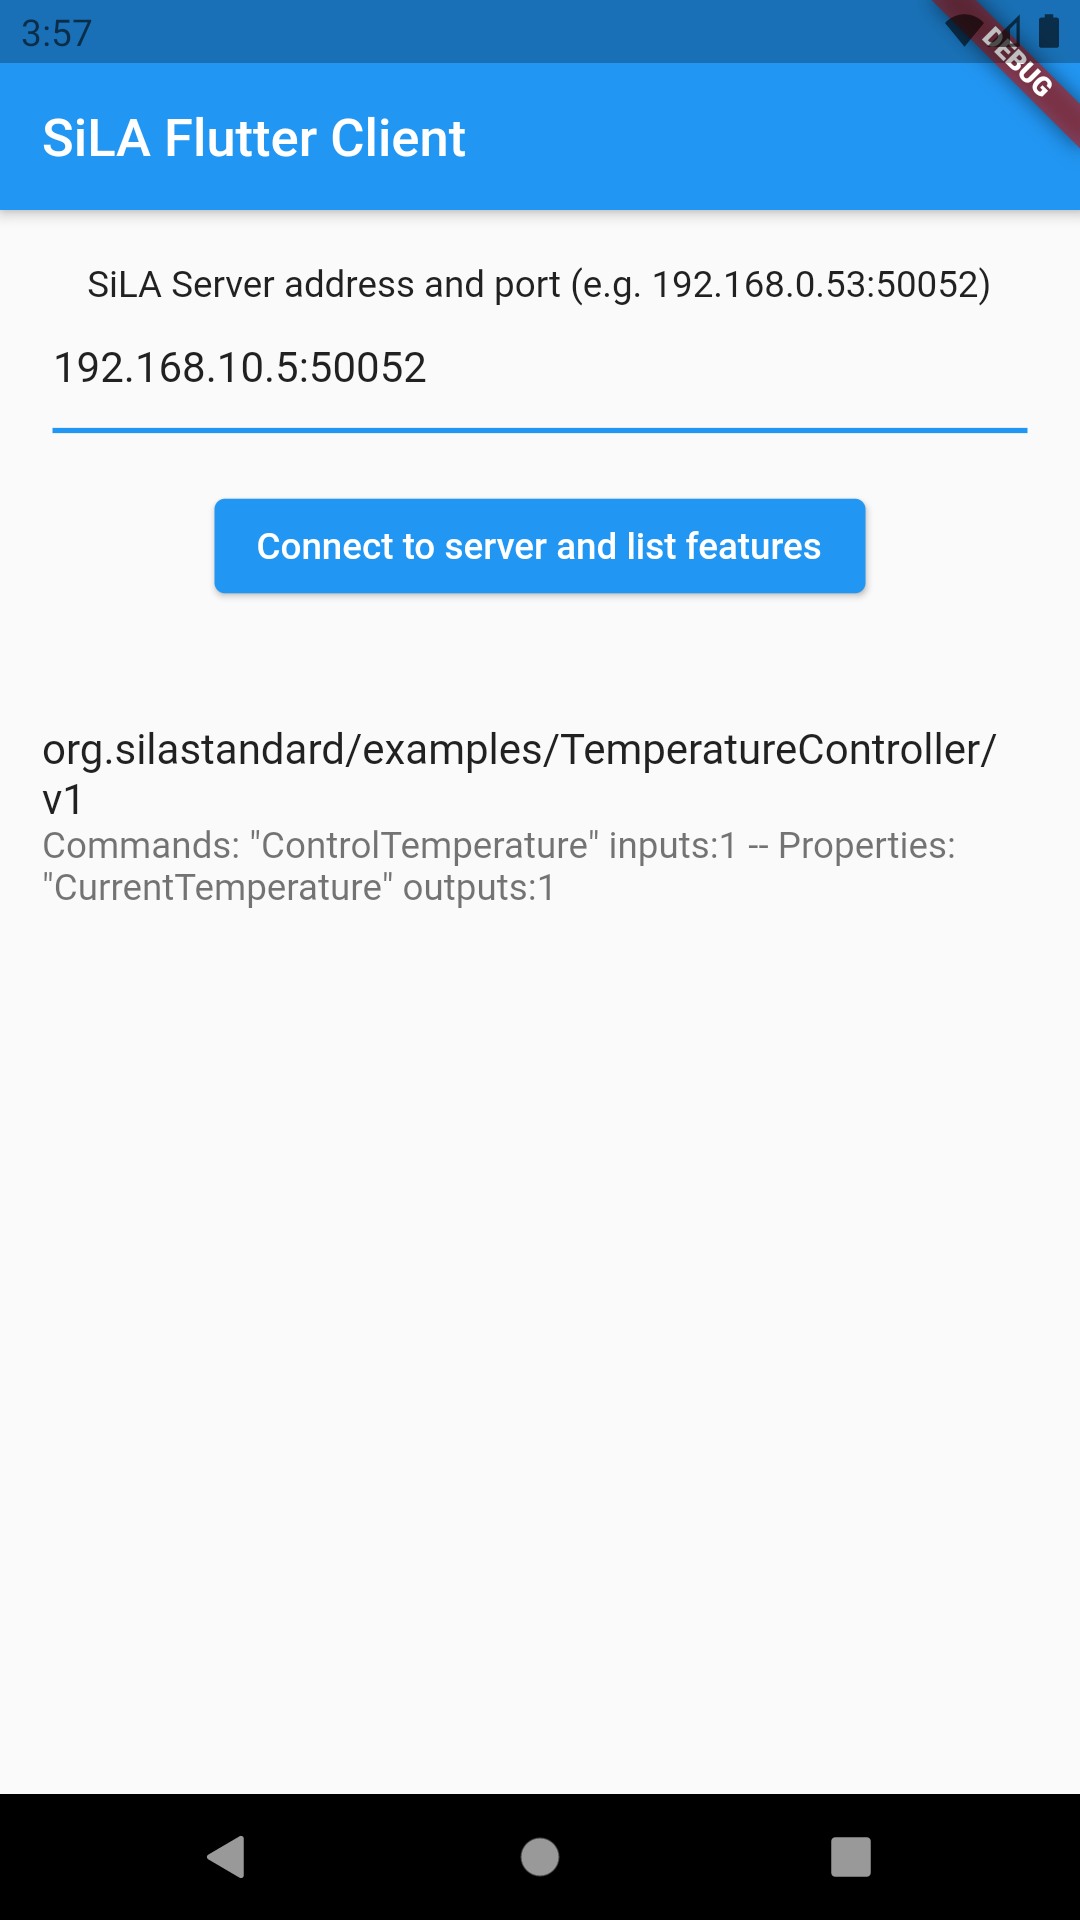 3:57
DEBUG
SiLA Flutter Client
SiLA Server address and port (e.g. 192.168.0.53:50052)
192.168.10.5:50052
Connect to server and list features
org.silastandard/examples/TemperatureController/
v1
Commands: "ControlTemperature" inputs:1 -- Properties:
"CurrentTemperature" outputs:1